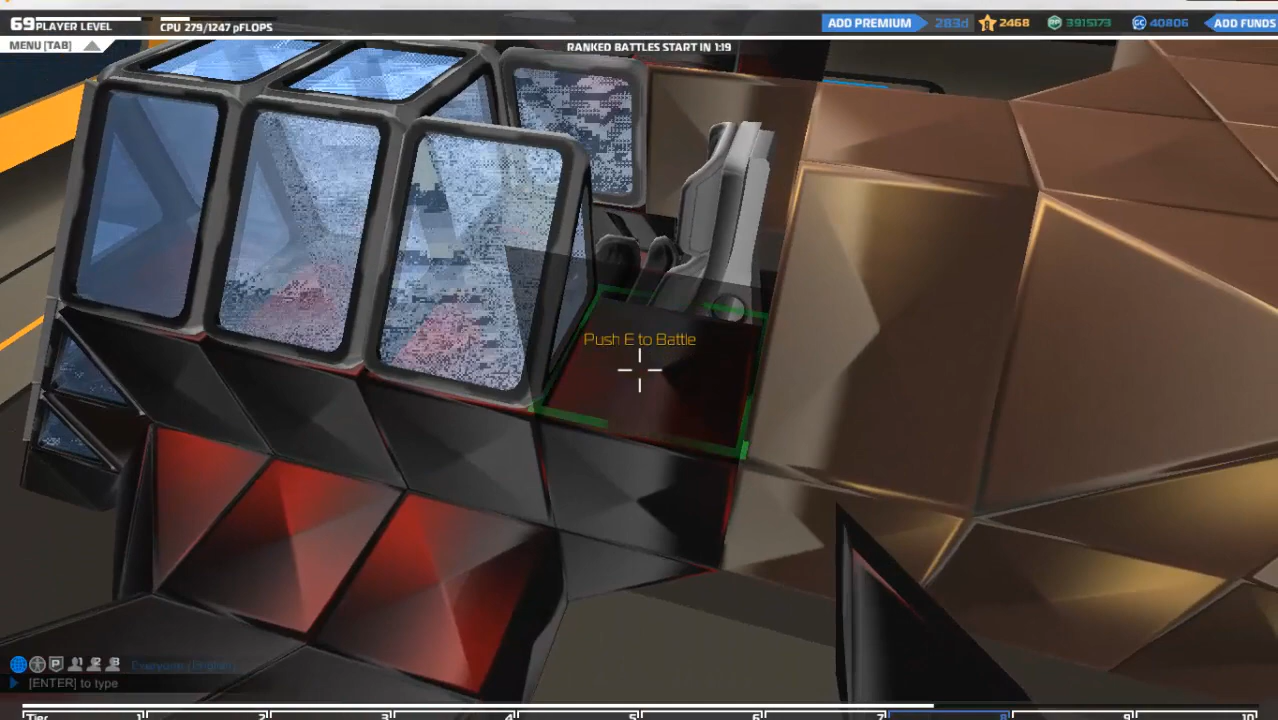 69 PLAYER LEVEL
CPU 279/1247 pFLOPS
ADD PREMIUM
283d
2468
3915173
40806
ADD FUNDS
MENU [TAB]
RANKED BATTLES START IN 1:19
Push E to Battle
Everyone (English)
[ENTER] to type
Tier 1 2 3 4 5 6 7 8 9 10